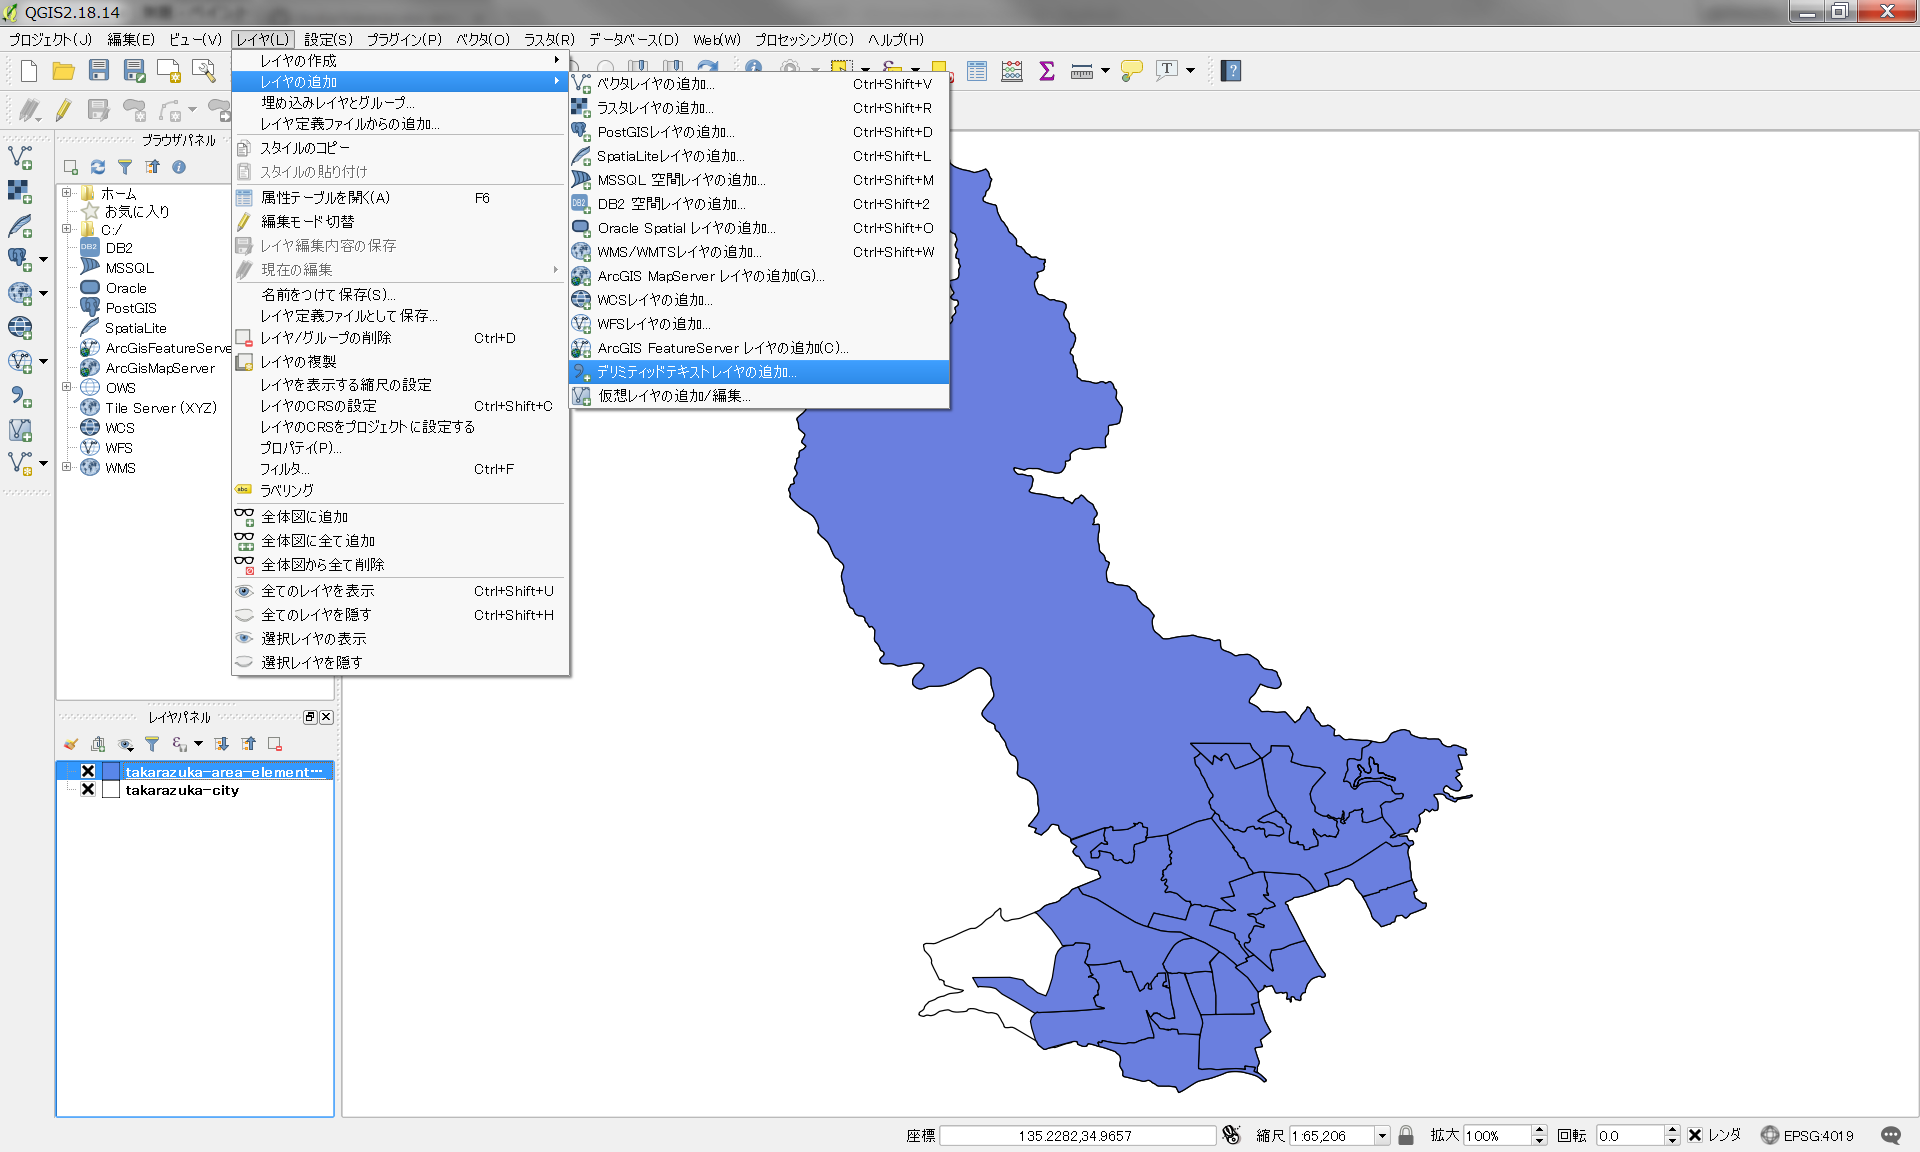 QGIS2.18.14
プロジェクト(J) 編集(E) ビュー(V) レイヤ(L) 設定(S) プラグイン(P) ベクタ(O) ラスタ(R) データベース(D) Web(W) プロセッシング(C) ヘルプ(H)
レイヤの作成
レイヤの追加
埋め込みレイヤとグループ...
レイヤ定義ファイルからの追加...
スタイルのコピー
スタイルの貼り付け
属性テーブルを開く(A) F6
編集モード切替
レイヤ編集内容の保存
現在の編集
名前をつけて保存(S)...
レイヤ定義ファイルとして保存...
レイヤ/グループの削除 Ctrl+D
レイヤの複製
レイヤを表示する縮尺の設定
レイヤのCRSの設定 Ctrl+Shift+C
レイヤのCRSをプロジェクトに設定する
プロパティ(P)...
フィルタ... Ctrl+F
abc ラベリング
全体図に追加
全体図に全て追加
全体図から全て削除
全てのレイヤを表示 Ctrl+Shift+U
全てのレイヤを隠す Ctrl+Shift+H
選択レイヤの表示
選択レイヤを隠す
ベクタレイヤの追加... Ctrl+Shift+V
ラスタレイヤの追加... Ctrl+Shift+R
PostGISレイヤの追加... Ctrl+Shift+D
SpatiaLiteレイヤの追加... Ctrl+Shift+L
MSSQL 空間レイヤの追加... Ctrl+Shift+M
DB2 DB2 空間レイヤの追加... Ctrl+Shift+2
Oracle Spatial レイヤの追加... Ctrl+Shift+O
WMS/WMTSレイヤの追加... Ctrl+Shift+W
ArcGIS MapServer レイヤの追加(G)...
WCSレイヤの追加...
WFSレイヤの追加...
ArcGIS FeatureServer レイヤの追加(C)...
デリミティッドテキストレイヤの追加...
仮想レイヤの追加/編集...
ブラウザパネル
ホーム
お気に入り
C:/
DB2 DB2
MSSQL
Oracle
PostGIS
SpatiaLite
ArcGisFeatureServe
ArcGisMapServer
OWS
Tile Server (XYZ)
WCS
WFS
WMS
レイヤパネル
takarazuka-area-element…
takarazuka-city
座標 135.2282,34.9657 縮尺 1:65,206 拡大 100% 回転 0.0 レンダ EPSG:4019